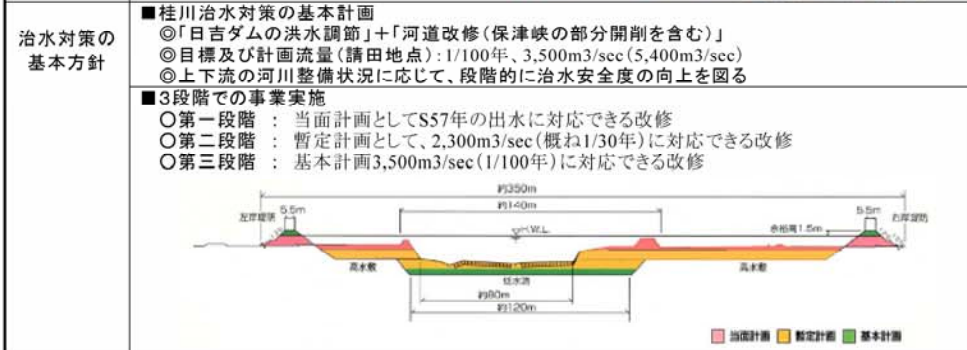 治水対策の
基本方針
■桂川治水対策の基本計画
◎「日吉ダムの洪水調節」+「河道改修(保津峡の部分開削を含む)」
◎目標及び計画流量(請田地点):1/100年、3,500m3/sec(5,400m3/sec)
◎上下流の河川整備状況に応じて、段階的に治水安全度の向上を図る
■3段階での事業実施
○第一段階 : 当面計画としてS57年の出水に対応できる改修
○第二段階 : 暫定計画として、2,300m3/sec(概ね1/30年)に対応できる改修
○第三段階 : 基本計画3,500m3/sec(1/100年)に対応できる改修
約350m
左岸堤防
5.5m
約140m
5.5m
右岸堤防
H.W.L.
余裕高1.5m
高水敷
低水路
高水敷
約80m
約120m
当面計画
暫定計画
基本計画